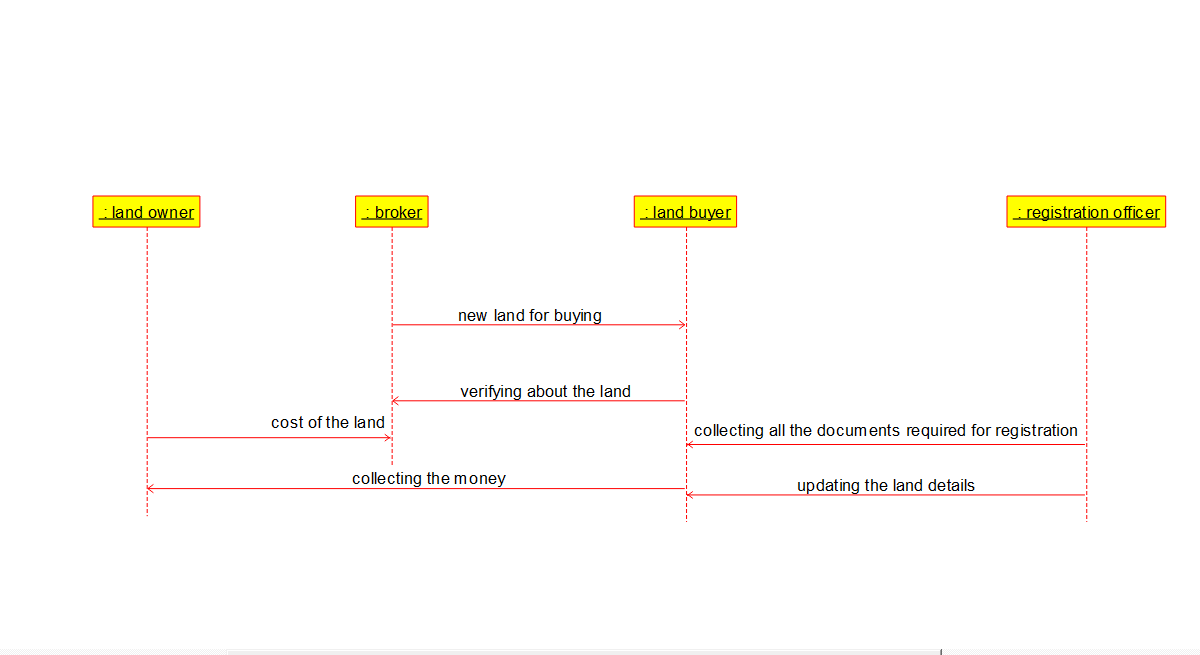 : land owner
: broker
: land buyer
: registration officer
new land for buying
verifying about the land
cost of the land
collecting all the documents required for registration
collecting the money
updating the land details